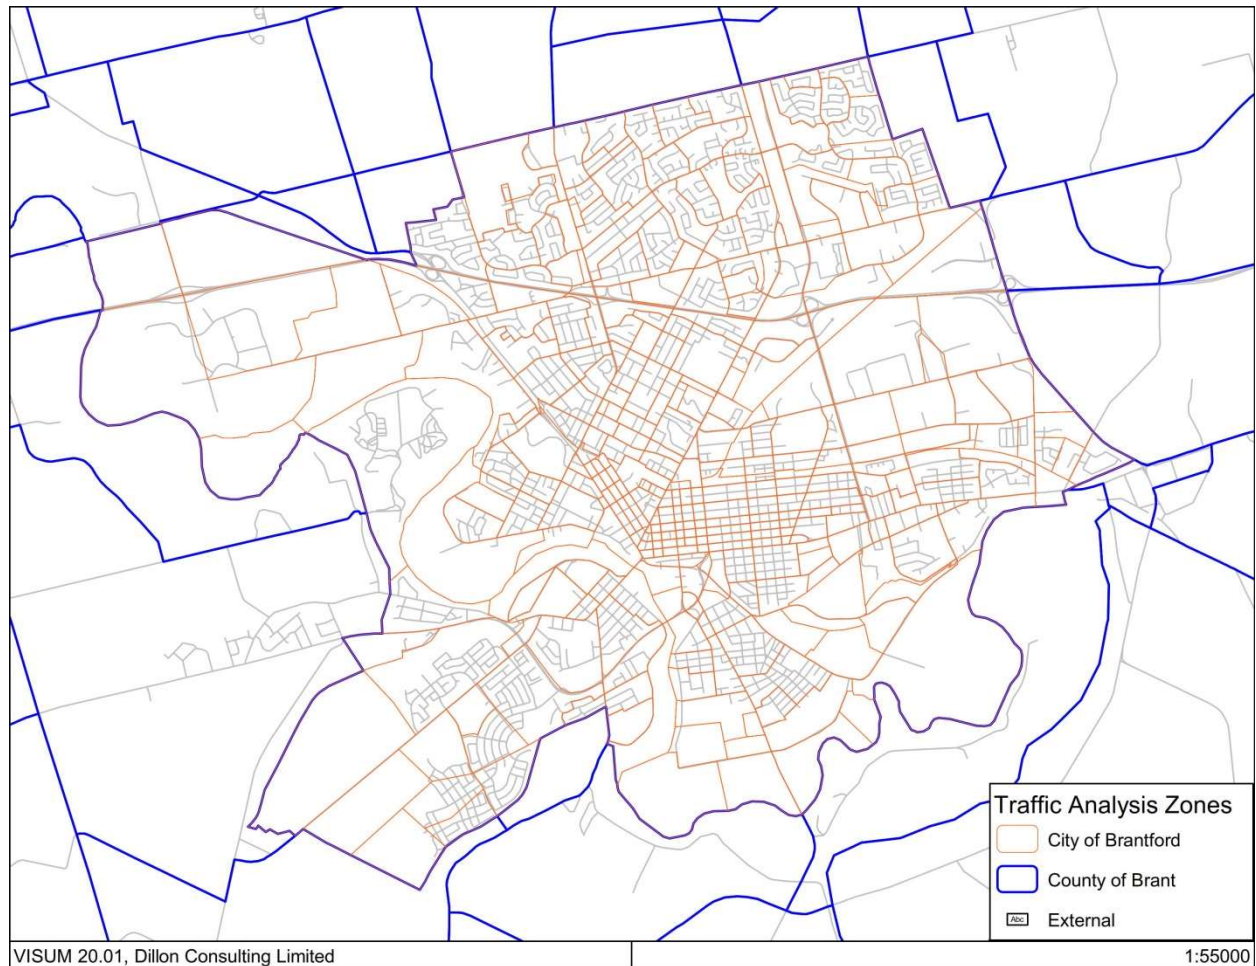 Traffic Analysis Zones
City of Brantford
County of Brant
Abc External
VISUM 20.01, Dillon Consulting Limited
1:55000